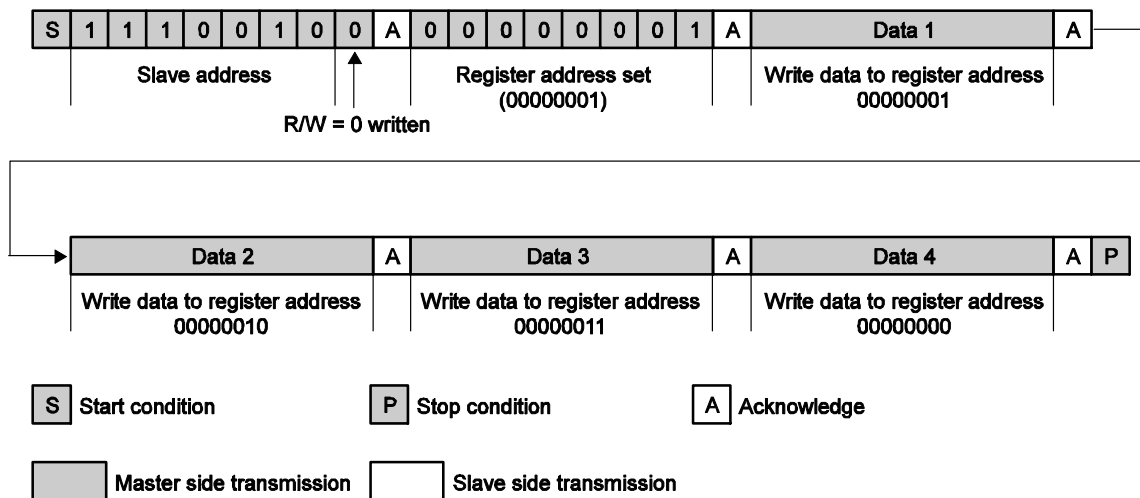 S 1 1 1 0 0 1 0 0 A 0 0 0 0 0 0 0 1 A Data 1 A
Slave address
Register address set
(00000001)
Write data to register address
00000001
R/W = 0 written
Data 2 A Data 3 A Data 4 A P
Write data to register address
00000010
Write data to register address
00000011
Write data to register address
00000000
S Start condition
P Stop condition
A Acknowledge
Master side transmission
Slave side transmission